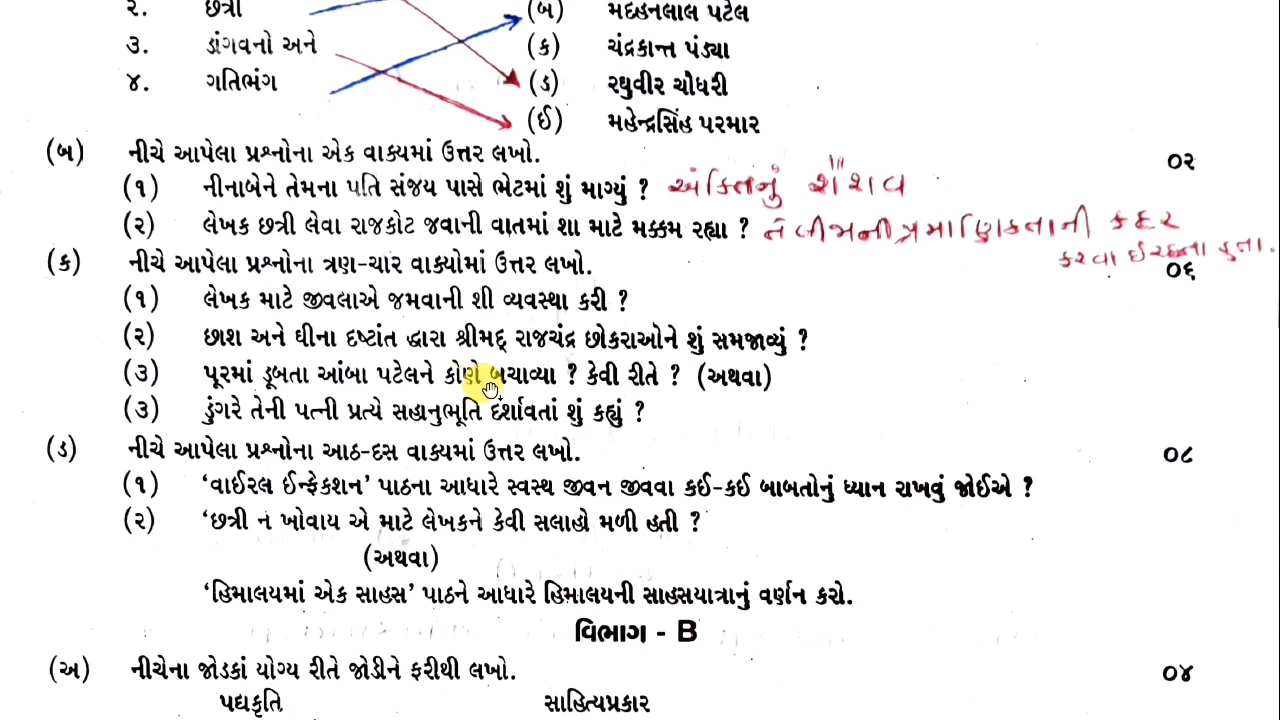 ૨. છત્રી (બ) મદહનલાલ પટેલ
૩. ડાંગવનો અને (ક) ચંદ્રકાન્ત પંડ્યા
૪. ગતિભંગ (ડ) રઘુવીર ચૌધરી
(ઈ) મહેન્દ્રસિંહ પરમાર
(બ) નીચે આપેલા પ્રશ્નોના એક વાક્યમાં ઉત્તર લખો. ૦૨
(૧) નીનાબેને તેમના પતિ સંજય પાસે ભેટમાં શું માગ્યું ? અંકિતનું શૈશવ
(૨) લેખક છત્રી લેવા રાજકોટ જવાની વાતમાં શા માટે મક્કમ રહ્યા ? પ્રમાણિકતાની કદર
કરવા ઈચ્છતા હતા.
(ક) નીચે આપેલા પ્રશ્નોના ત્રણ-ચાર વાક્યોમાં ઉત્તર લખો. ૦૬
(૧) લેખક માટે જીવલાએ જમવાની શી વ્યવસ્થા કરી ?
(૨) છાશ અને ઘીના દષ્ટાંત દ્વારા શ્રીમદ્ રાજચંદ્ર છોકરાઓને શું સમજાવ્યું ?
(૩) પૂરમાં ડૂબતા આંબા પટેલને કોણે બચાવ્યા ? કેવી રીતે ? (અથવા)
(૩) ડુંગરે તેની પત્ની પ્રત્યે સહાનુભૂતિ દર્શાવતાં શું કહ્યું ?
(ડ) નીચે આપેલા પ્રશ્નોના આઠ-દસ વાક્યમાં ઉત્તર લખો. ૦૮
(૧) ‘વાઈરલ ઈન્ફેકશન’ પાઠના આધારે સ્વસ્થ જીવન જીવવા કઈ-કઈ બાબતોનું ધ્યાન રાખવું જોઈએ ?
(૨) ‘છત્રી ન ખોવાય એ માટે લેખકને કેવી સલાહો મળી હતી ?
(અથવા)
‘હિમાલયમાં એક સાહસ’ પાઠને આધારે હિમાલયની સાહસયાત્રાનું વર્ણન કરો.
વિભાગ - B
(અ) નીચેના જોડકાં યોગ્ય રીતે જોડીને ફરીથી લખો. ૦૪
પદ્યકૃતિ સાહિત્યપ્રકાર